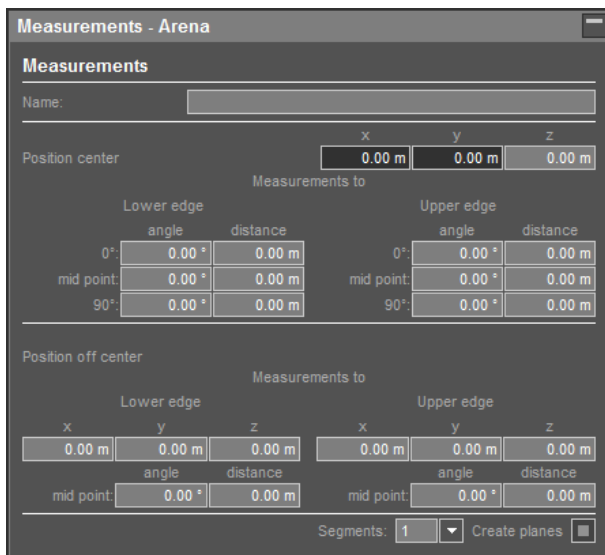 Measurements - Arena
Measurements
Name:
x y z
Position center 0.00 m 0.00 m 0.00 m
Measurements to
Lower edge Upper edge
angle distance angle distance
0°: 0.00 ° 0.00 m 0°: 0.00 ° 0.00 m
mid point: 0.00 ° 0.00 m mid point: 0.00 ° 0.00 m
90°: 0.00 ° 0.00 m 90°: 0.00 ° 0.00 m
Position off center
Measurements to
Lower edge Upper edge
x y z x y z
0.00 m 0.00 m 0.00 m 0.00 m 0.00 m 0.00 m
angle distance angle distance
mid point: 0.00 ° 0.00 m mid point: 0.00 ° 0.00 m
Segments: 1 Create planes